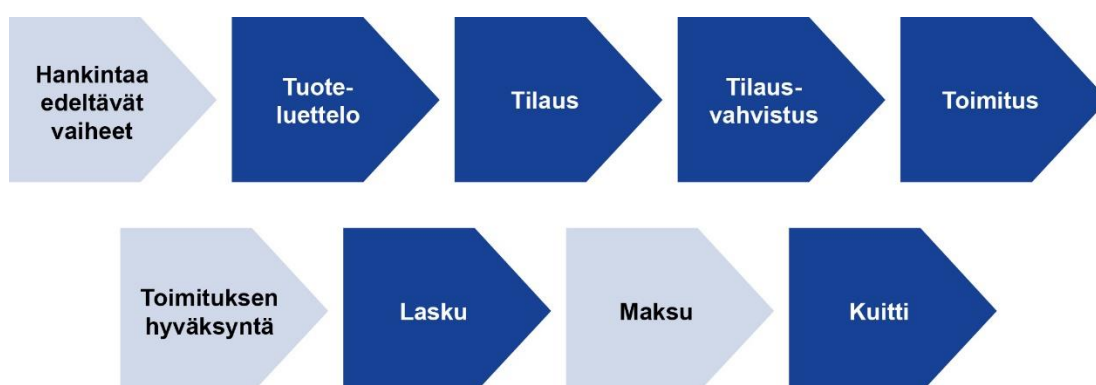 Hankintaa
edeltävät
vaiheet
Tuote-
luettelo
Tilaus
Tilaus-
vahvistus
Toimitus
Toimituksen
hyväksyntä
Lasku
Maksu
Kuitti